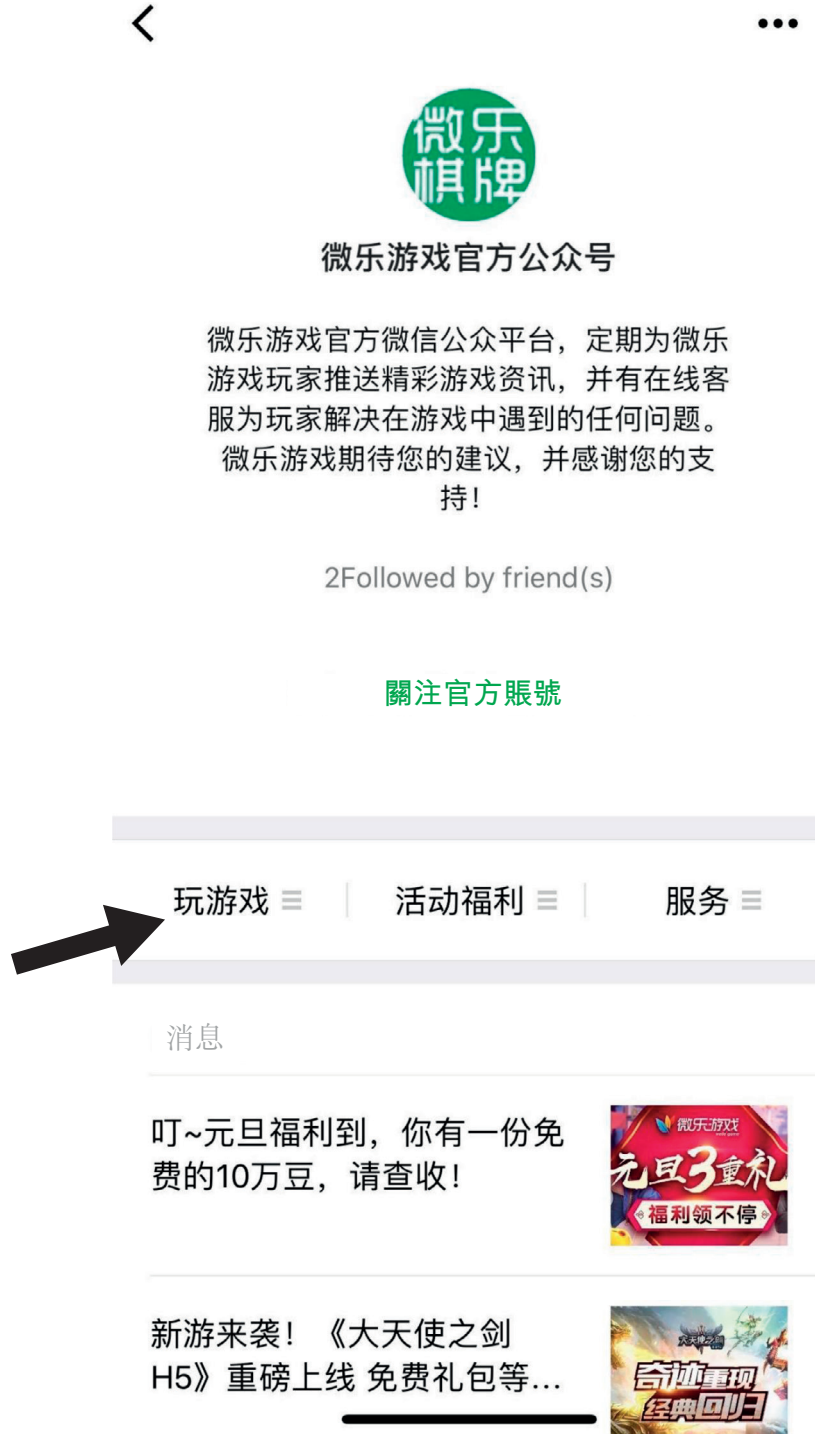 微乐
棋牌
微乐游戏官方公众号
微乐游戏官方微信公众平台，定期为微乐
游戏玩家推送精彩游戏资讯，并有在线客
服为玩家解决在游戏中遇到的任何问题。
微乐游戏期待您的建议，并感谢您的支
持！
2Followed by friend(s)
關注官方賬號
玩游戏
活动福利
服务
消息
叮~元旦福利到，你有一份免
费的10万豆，请查收！
微乐游戏
元旦3重礼
福利领不停
新游来袭！《大天使之剑
H5》重磅上线 免费礼包等...
大天使之剑
奇迹重现
经典回归